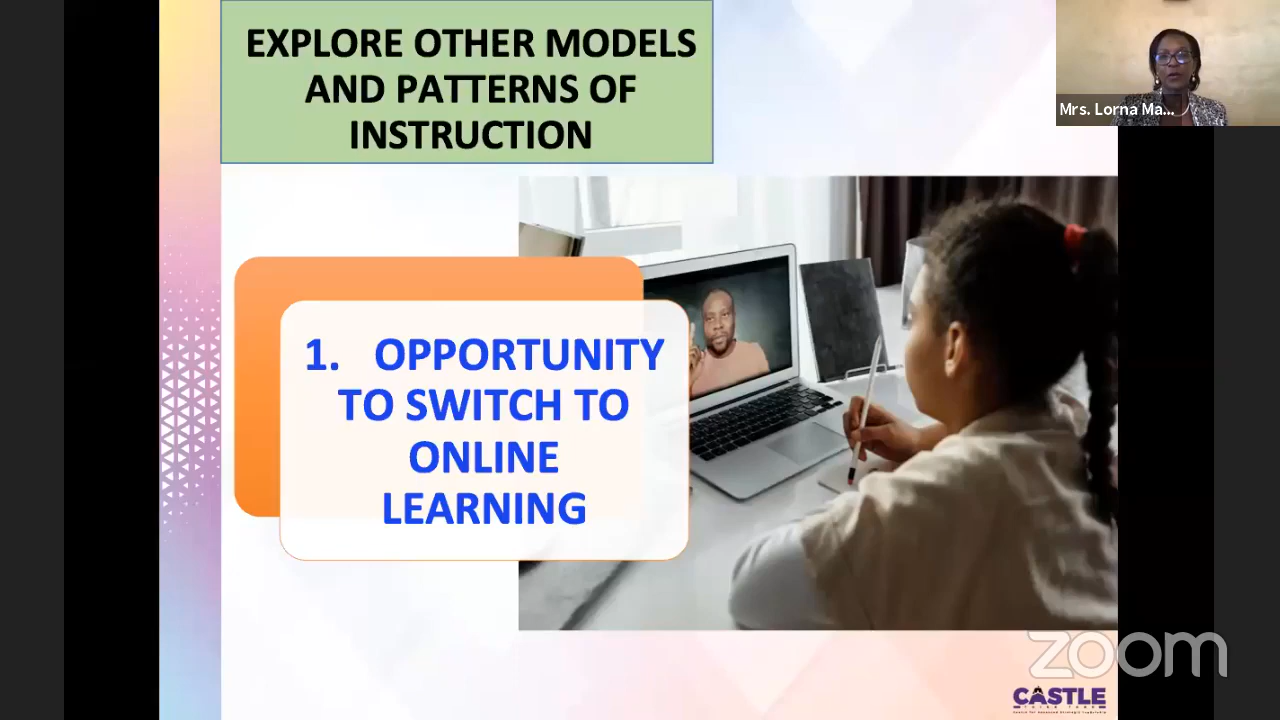 EXPLORE OTHER MODELS
AND PATTERNS OF
INSTRUCTION
Mrs. Lorna Ma...
1. OPPORTUNITY
TO SWITCH TO
ONLINE
LEARNING
zoom
CASTLE